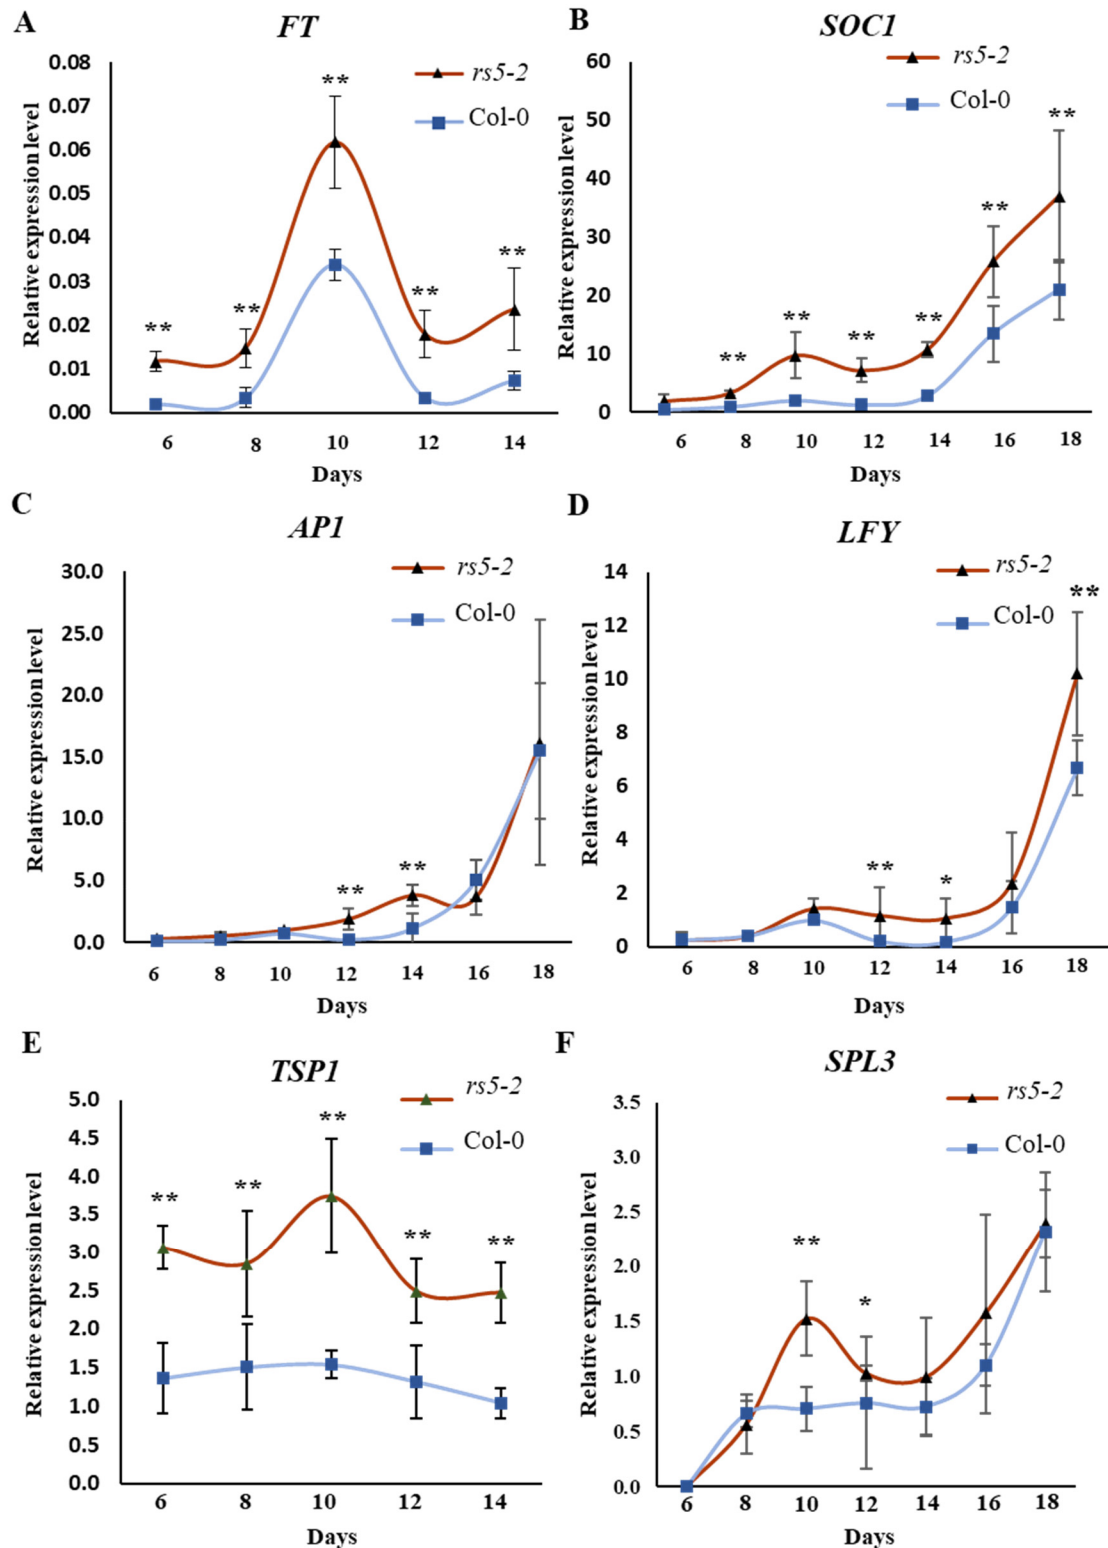 A
FT
rs5-2
Col-0
Relative expression level
0.08
0.07
0.06
0.05
0.04
0.03
0.02
0.01
0.00
** ** ** ** **
6 8 10 12 14
Days
B
SOC1
rs5-2
Col-0
Relative expression level
60
50
40
30
20
10
0
** ** ** ** ** **
6 8 10 12 14 16 18
Days
C
AP1
rs5-2
Col-0
Relative expression level
30.0
25.0
20.0
15.0
10.0
5.0
0.0
** **
6 8 10 12 14 16 18
Days
D
LFY
rs5-2
Col-0
Relative expression level
14
12
10
8
6
4
2
0
** * **
6 8 10 12 14 16 18
Days
E
TSP1
rs5-2
Col-0
Relative expression level
5.0
4.5
4.0
3.5
3.0
2.5
2.0
1.5
1.0
0.5
0.0
** ** ** ** **
6 8 10 12 14
Days
F
SPL3
rs5-2
Col-0
Relative expression level
3.5
3.0
2.5
2.0
1.5
1.0
0.5
0.0
** *
6 8 10 12 14 16 18
Days